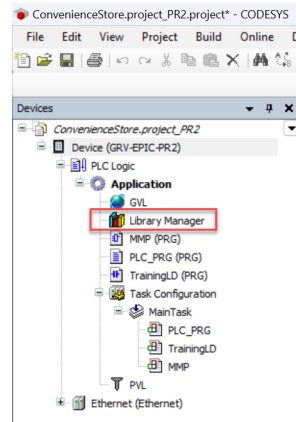 ConvenienceStore.project_PR2.project* - CODESYS
File Edit View Project Build Online
Devices
ConvenienceStore.project_PR2
Device (GRV-EPIC-PR2)
PLC Logic
Application
GVL
Library Manager
MMP (PRG)
PLC_PRG (PRG)
TrainingLD (PRG)
Task Configuration
MainTask
PLC_PRG
TrainingLD
MMP
PVL
Ethernet (Ethernet)